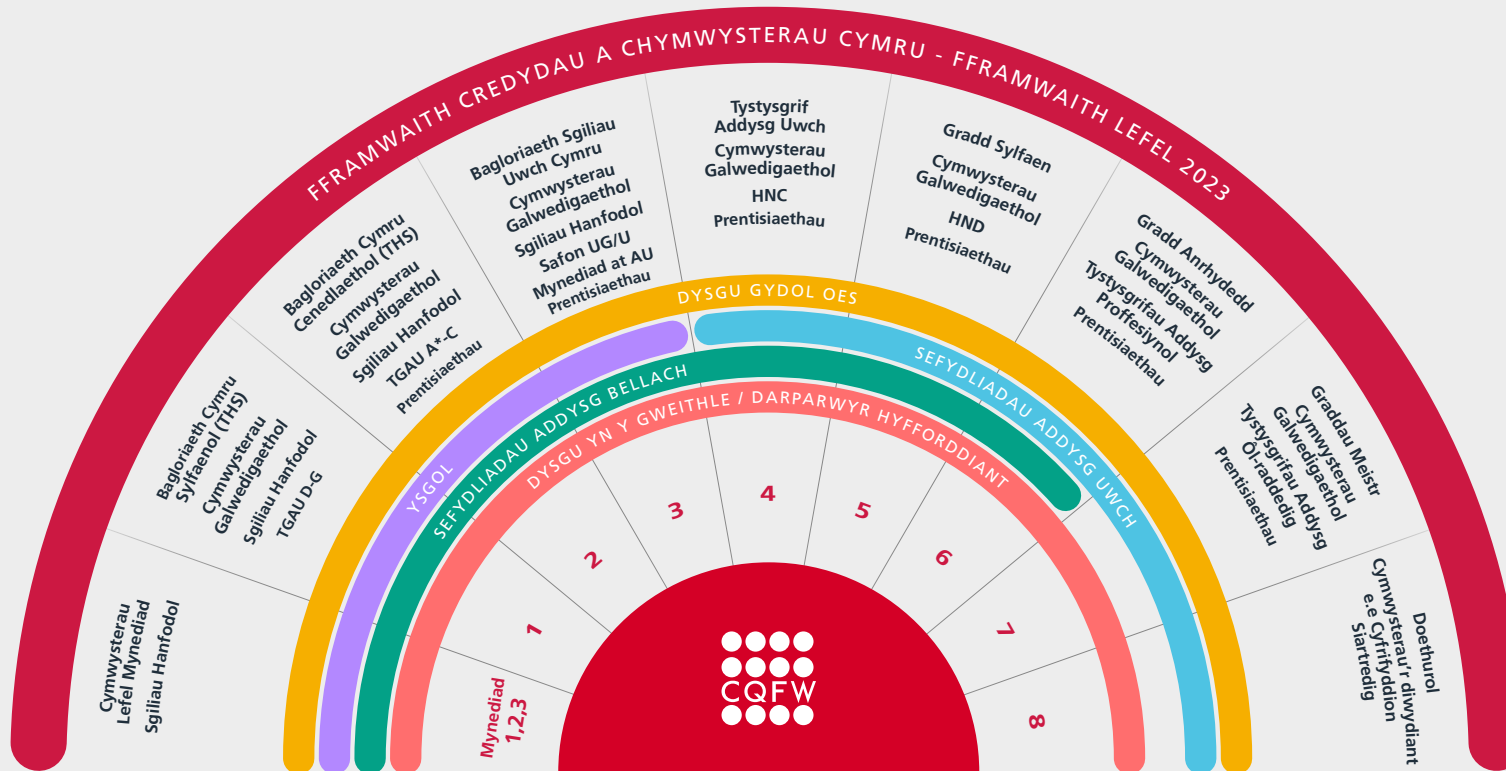 FFRAMWAITH CREDYDAU A CHYMWYSTERAU CYMRU - FFRAMWAITH LEFEL 2023
Cymwysterau
Lefel Mynediad
Sgiliau Hanfodol
Bagloriaeth Cymru
Sylfaenol (THS)
Cymwysterau
Galwedigaethol
Sgiliau Hanfodol
TGAU D-G
Bagloriaeth Cymru
Cenedlaethol (THS)
Cymwysterau
Galwedigaethol
Sgiliau Hanfodol
TGAU A*-C
Prentisiaethau
Bagloriaeth Sgiliau
Uwch Cymru
Cymwysterau
Galwedigaethol
Sgiliau Hanfodol
Safon UG/U
Mynediad at AU
Prentisiaethau
Tystysgrif
Addysg Uwch
Cymwysterau
Galwedigaethol
HNC
Prentisiaethau
Gradd Sylfaen
Cymwysterau
Galwedigaethol
HND
Prentisiaethau
Gradd Anrhydedd
Cymwysterau
Galwedigaethol
Tystysgrifau Addysg
Proffesiynol
Prentisiaethau
Graddau Meistr
Cymwysterau
Galwedigaethol
Tystysgrifau Addysg
Ôl-raddedig
Prentisiaethau
Doethurol
Cymwysterau'r diwydiant
e.e Cyfrifyddion
Siartredig
DYSGU GYDOL OES
YSGOL
SEFYDLIADAU ADDYSG UWCH
SEFYDLIADAU ADDYSG BELLACH
DYSGU YN Y GWEITHLE / DARPARWYR HYFFORDDIANT
Mynediad
1,2,3
1
2
3
4
5
6
7
8
CQFW